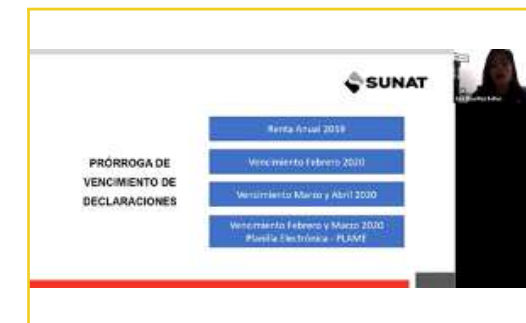 SUNAT
PRÓRROGA DE
VENCIMIENTO DE
DECLARACIONES
Renta Anual 2019
Vencimiento Febrero 2020
Vencimiento Marzo y Abril 2020
Vencimiento Febrero y Marzo 2020
Planilla Electrónica - PLAME